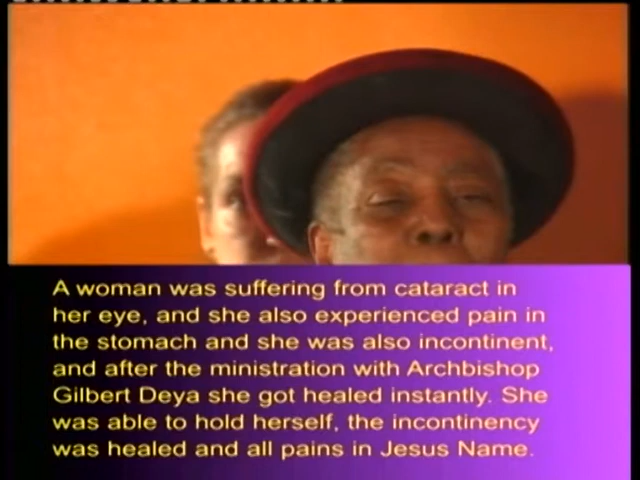 A woman was suffering from cataract in
her eye, and she also experienced pain in
the stomach and she was also incontinent,
and after the ministration with Archbishop
Gilbert Deya she got healed instantly. She
was able to hold herself, the incontinency
was healed and all pains in Jesus Name.